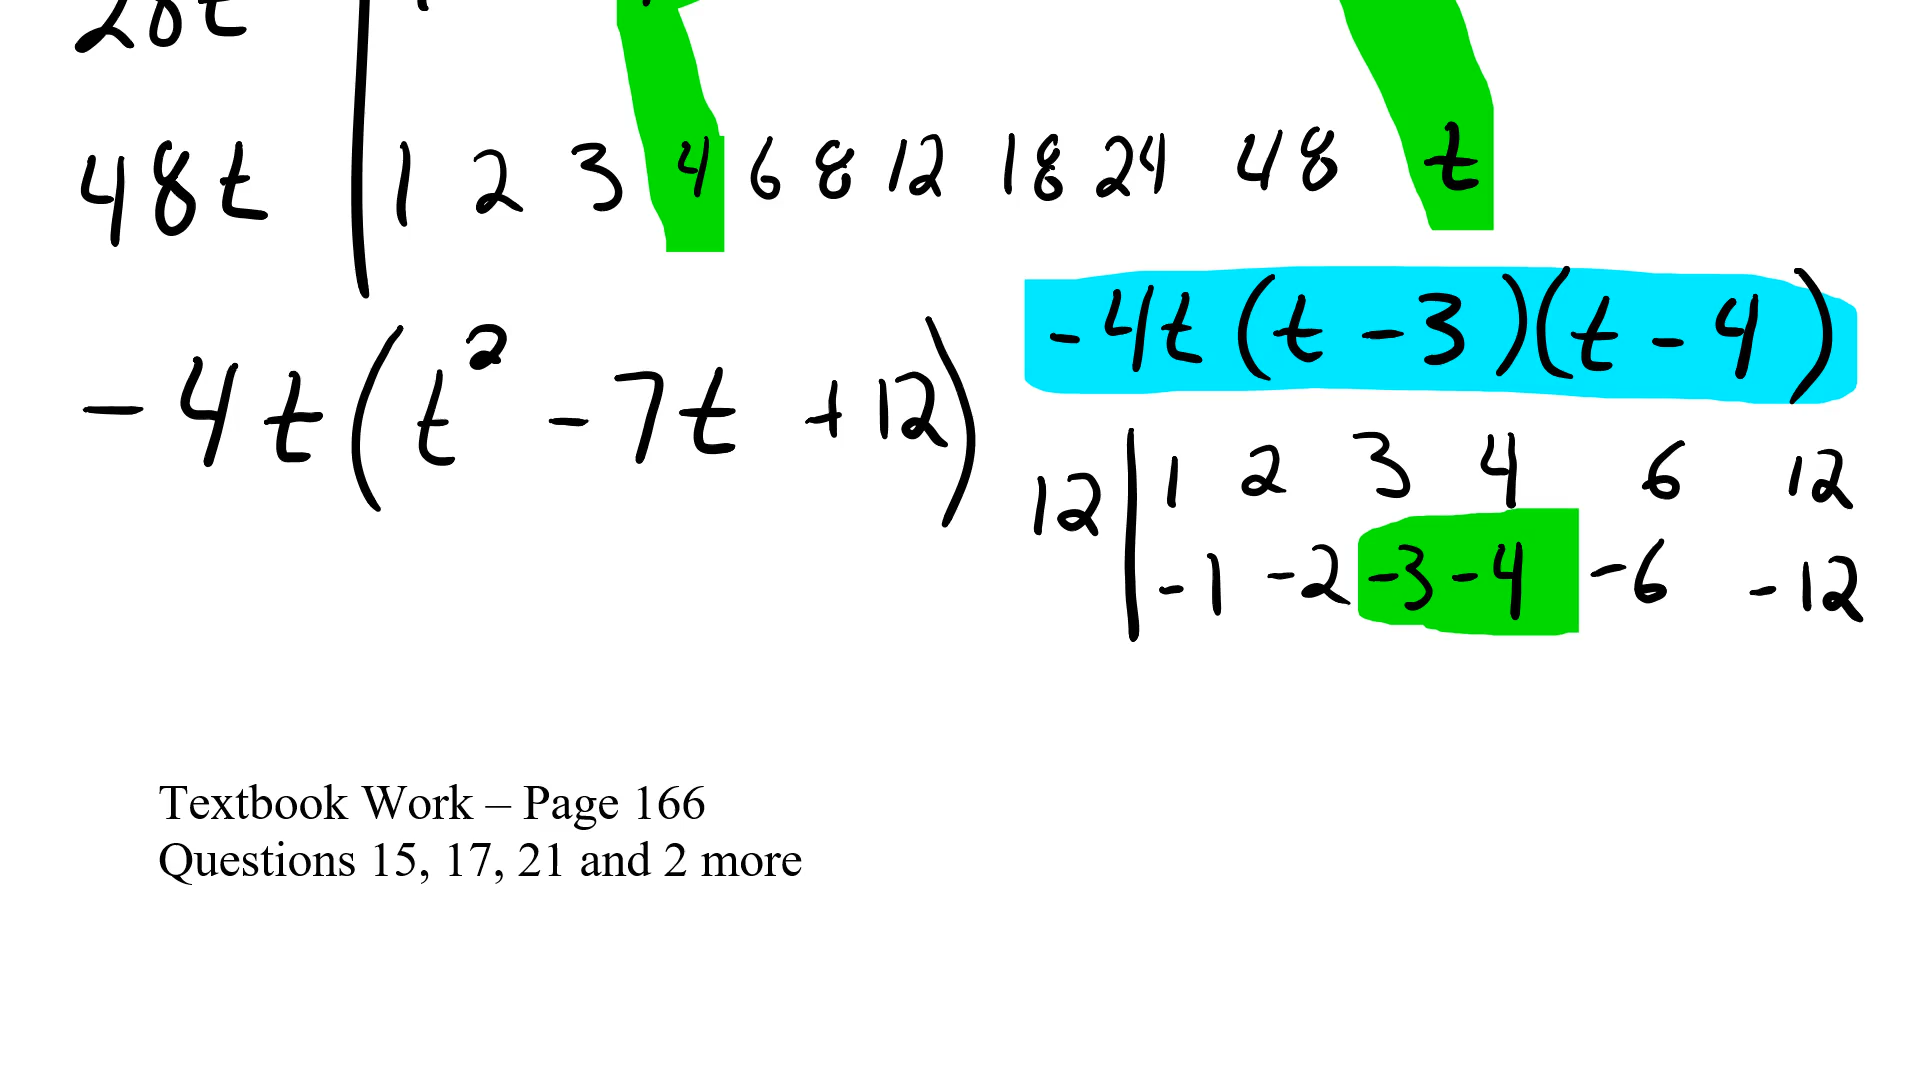 28t
48t 1 2 3 4 6 8 12 18 24 48 t
-4t(t² -7t +12)
-4t(t-3)(t-4)
12 1 2 3 4 6 12
-1 -2 -3 -4 -6 -12
Textbook Work – Page 166
Questions 15, 17, 21 and 2 more